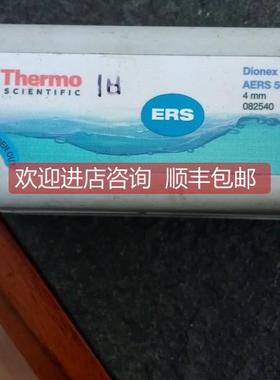 Thermo
SCIENTIFIC
1#
ERS
Dionex
AERS 5
4 mm
082540
欢迎进店咨询 顺丰包邮